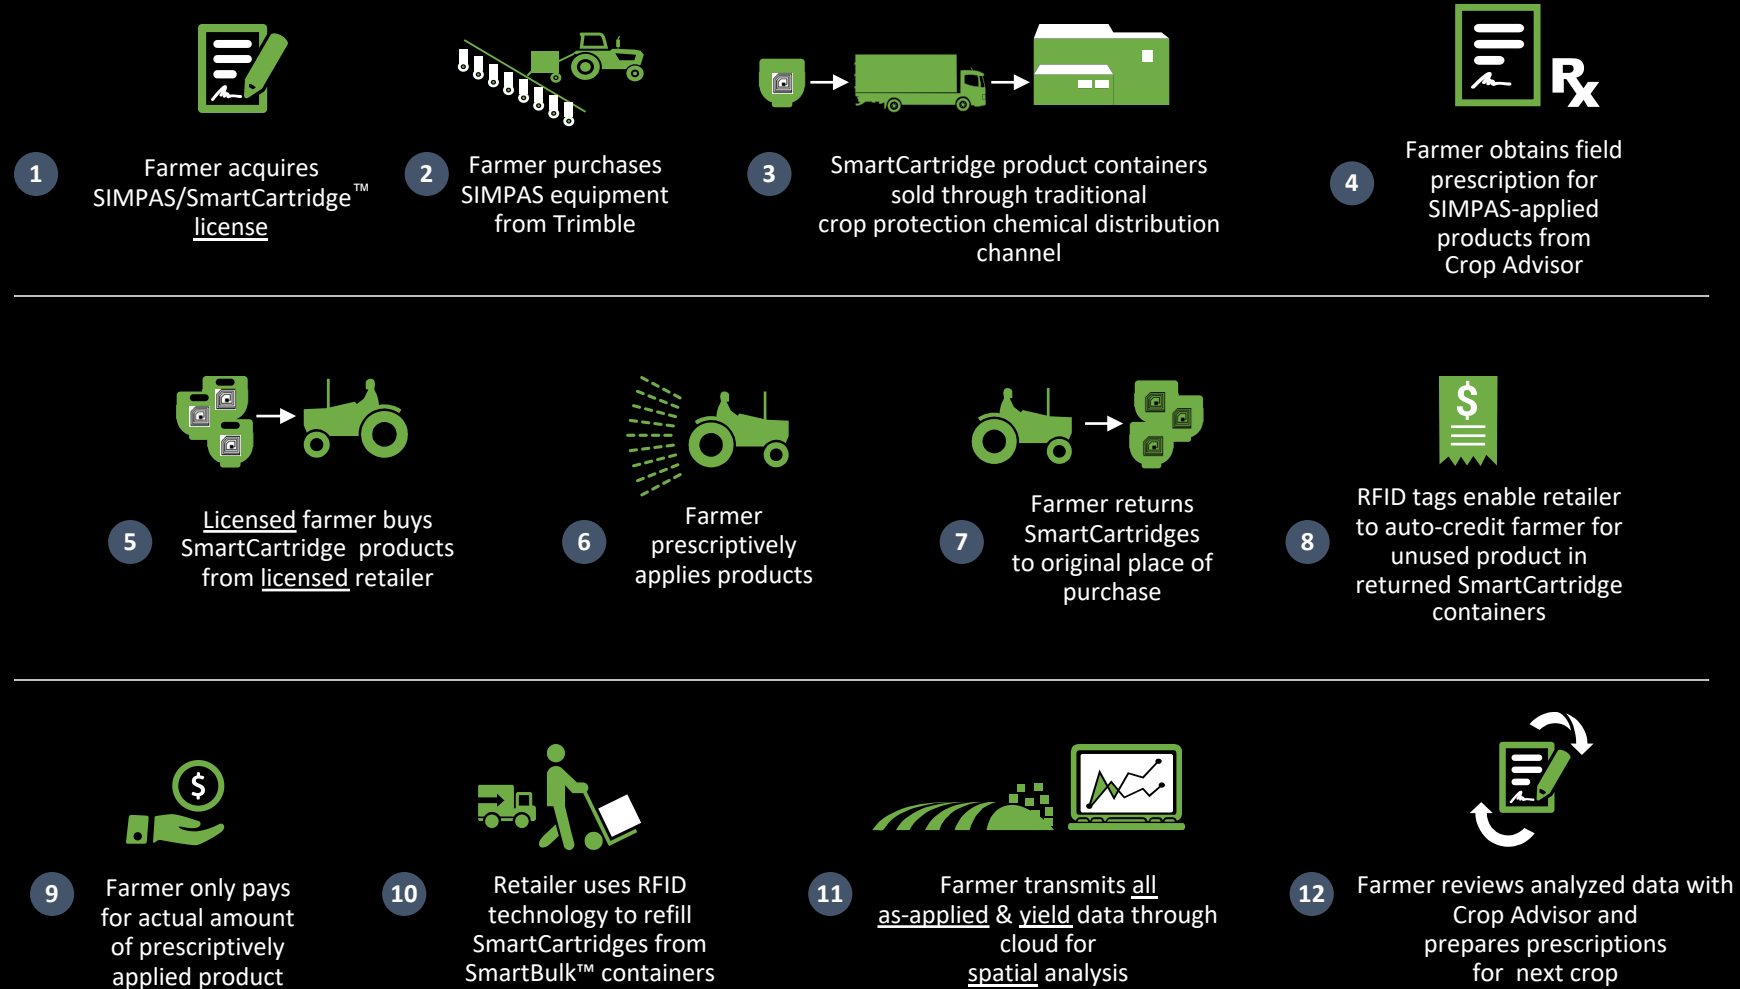 1
Farmer acquires
SIMPAS/SmartCartridge™
license
2
Farmer purchases
SIMPAS equipment
from Trimble
3
SmartCartridge product containers
sold through traditional
crop protection chemical distribution
channel
Rx
4
Farmer obtains field
prescription for
SIMPAS-applied
products from
Crop Advisor
5
Licensed farmer buys
SmartCartridge products
from licensed retailer
6
Farmer
prescriptively
applies products
7
Farmer returns
SmartCartridges
to original place of
purchase
$
8
RFID tags enable retailer
to auto-credit farmer for
unused product in
returned SmartCartridge
containers
$
9
Farmer only pays
for actual amount
of prescriptively
applied product
10
Retailer uses RFID
technology to refill
SmartCartridges from
SmartBulk™ containers
11
Farmer transmits all
as-applied & yield data through
cloud for
spatial analysis
12
Farmer reviews analyzed data with
Crop Advisor and
prepares prescriptions
for next crop